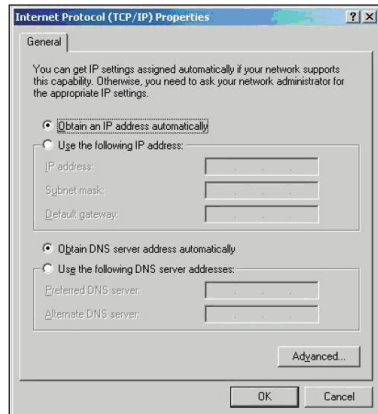 Internet Protocol (TCP/IP) Properties
General
You can get IP settings assigned automatically if your network supports
this capability. Otherwise, you need to ask your network administrator for
the appropriate IP settings.
Obtain an IP address automatically
Use the following IP address:
IP address:
Subnet mask:
Default gateway:
Obtain DNS server address automatically
Use the following DNS server addresses:
Preferred DNS server:
Alternate DNS server:
Advanced...
OK
Cancel